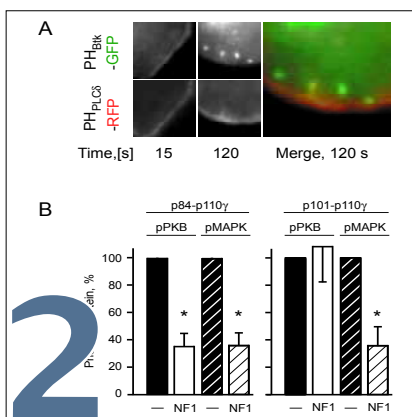 A
PH_Btk
-GFP
PH_PLCδ
-RFP
Time,[s] 15 120 Merge, 120 s
B
p84-p110γ p101-p110γ
pPKB pMAPK pPKB pMAPK
100
80
60
40
20
0
* * *
— NF1 — NF1 — NF1 — NF1
2